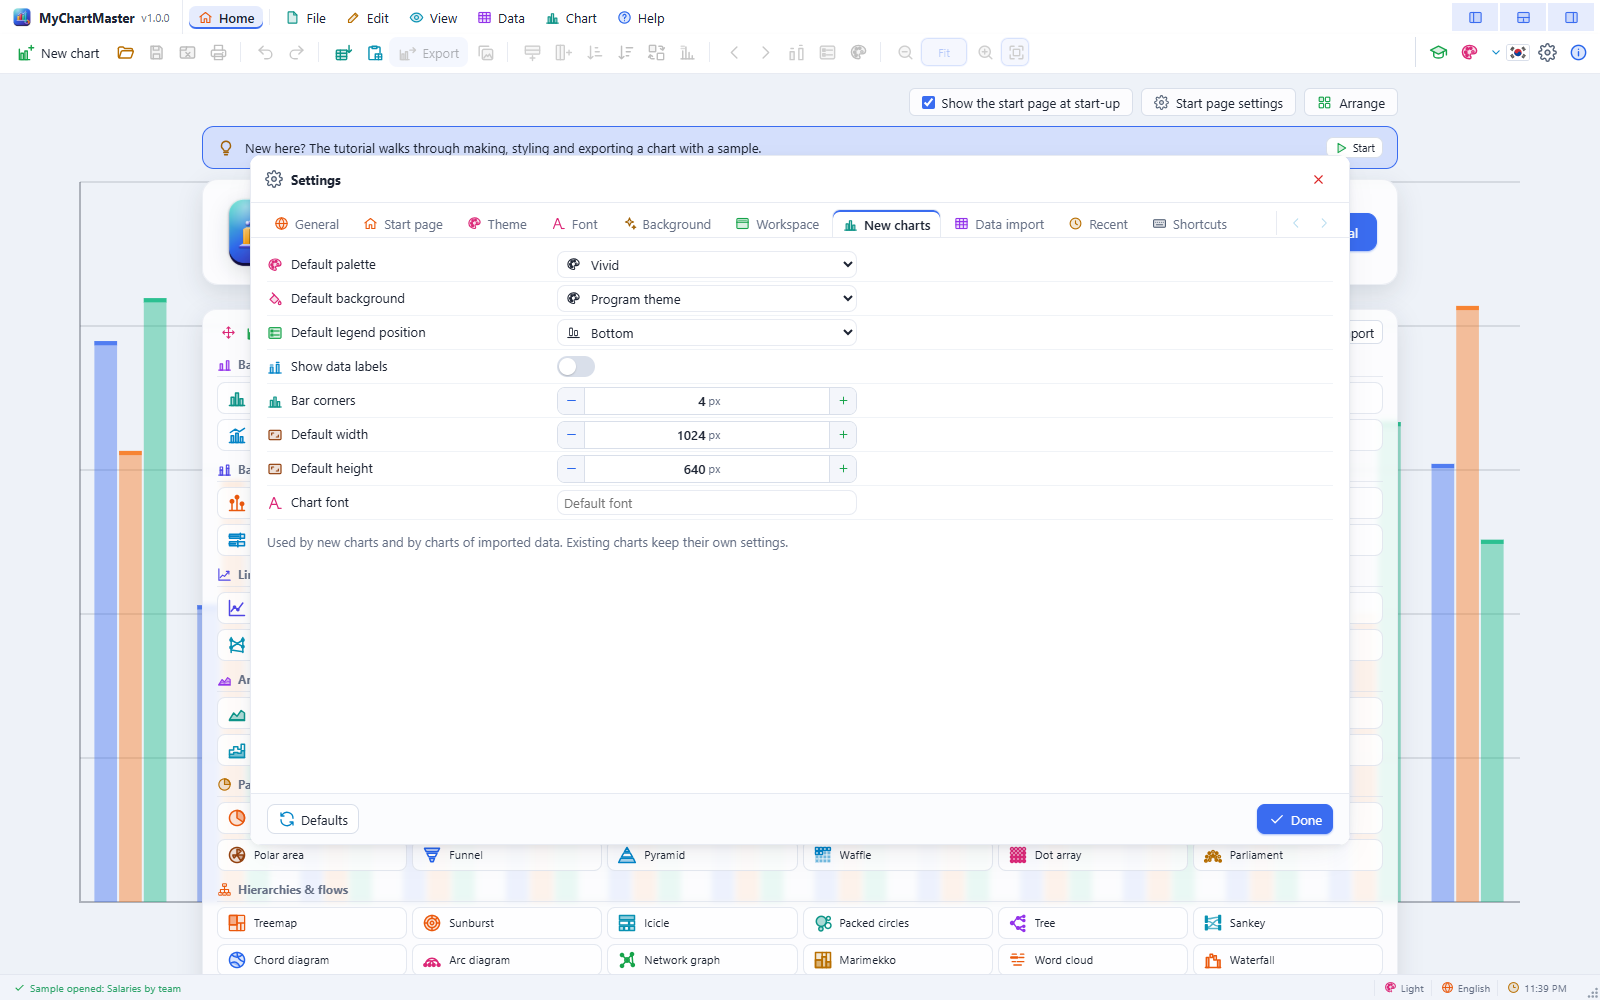 MyChartMaster v1.0.0 Home File Edit View Data Chart Help
New chart Export Fit
Show the start page at start-up Start page settings Arrange
New here? The tutorial walks through making, styling and exporting a chart with a sample. Start
Settings
General Start page Theme Font Background Workspace New charts Data import Recent Shortcuts
Default palette Vivid
Default background Program theme
Default legend position Bottom
Show data labels
Bar corners 4 px
Default width 1024 px
Default height 640 px
Chart font Default font
Used by new charts and by charts of imported data. Existing charts keep their own settings.
Defaults Done
Polar area Funnel Pyramid Waffle Dot array Parliament
Hierarchies & flows
Treemap Sunburst Icicle Packed circles Tree Sankey
Chord diagram Arc diagram Network graph Marimekko Word cloud Waterfall
Sample opened: Salaries by team Light English 11:39 PM